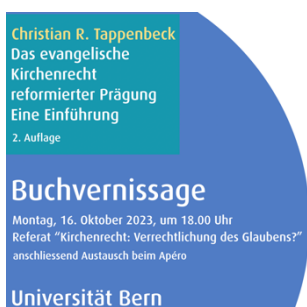 Christian R. Tappenbeck
Das evangelische
Kirchenrecht
reformierter Prägung
Eine Einführung
2. Auflage
Buchvernissage
Montag, 16. Oktober 2023, um 18.00 Uhr
Referat “Kirchenrecht: Verrechtlichung des Glaubens?”
anschliessend Austausch beim Apéro
Universität Bern